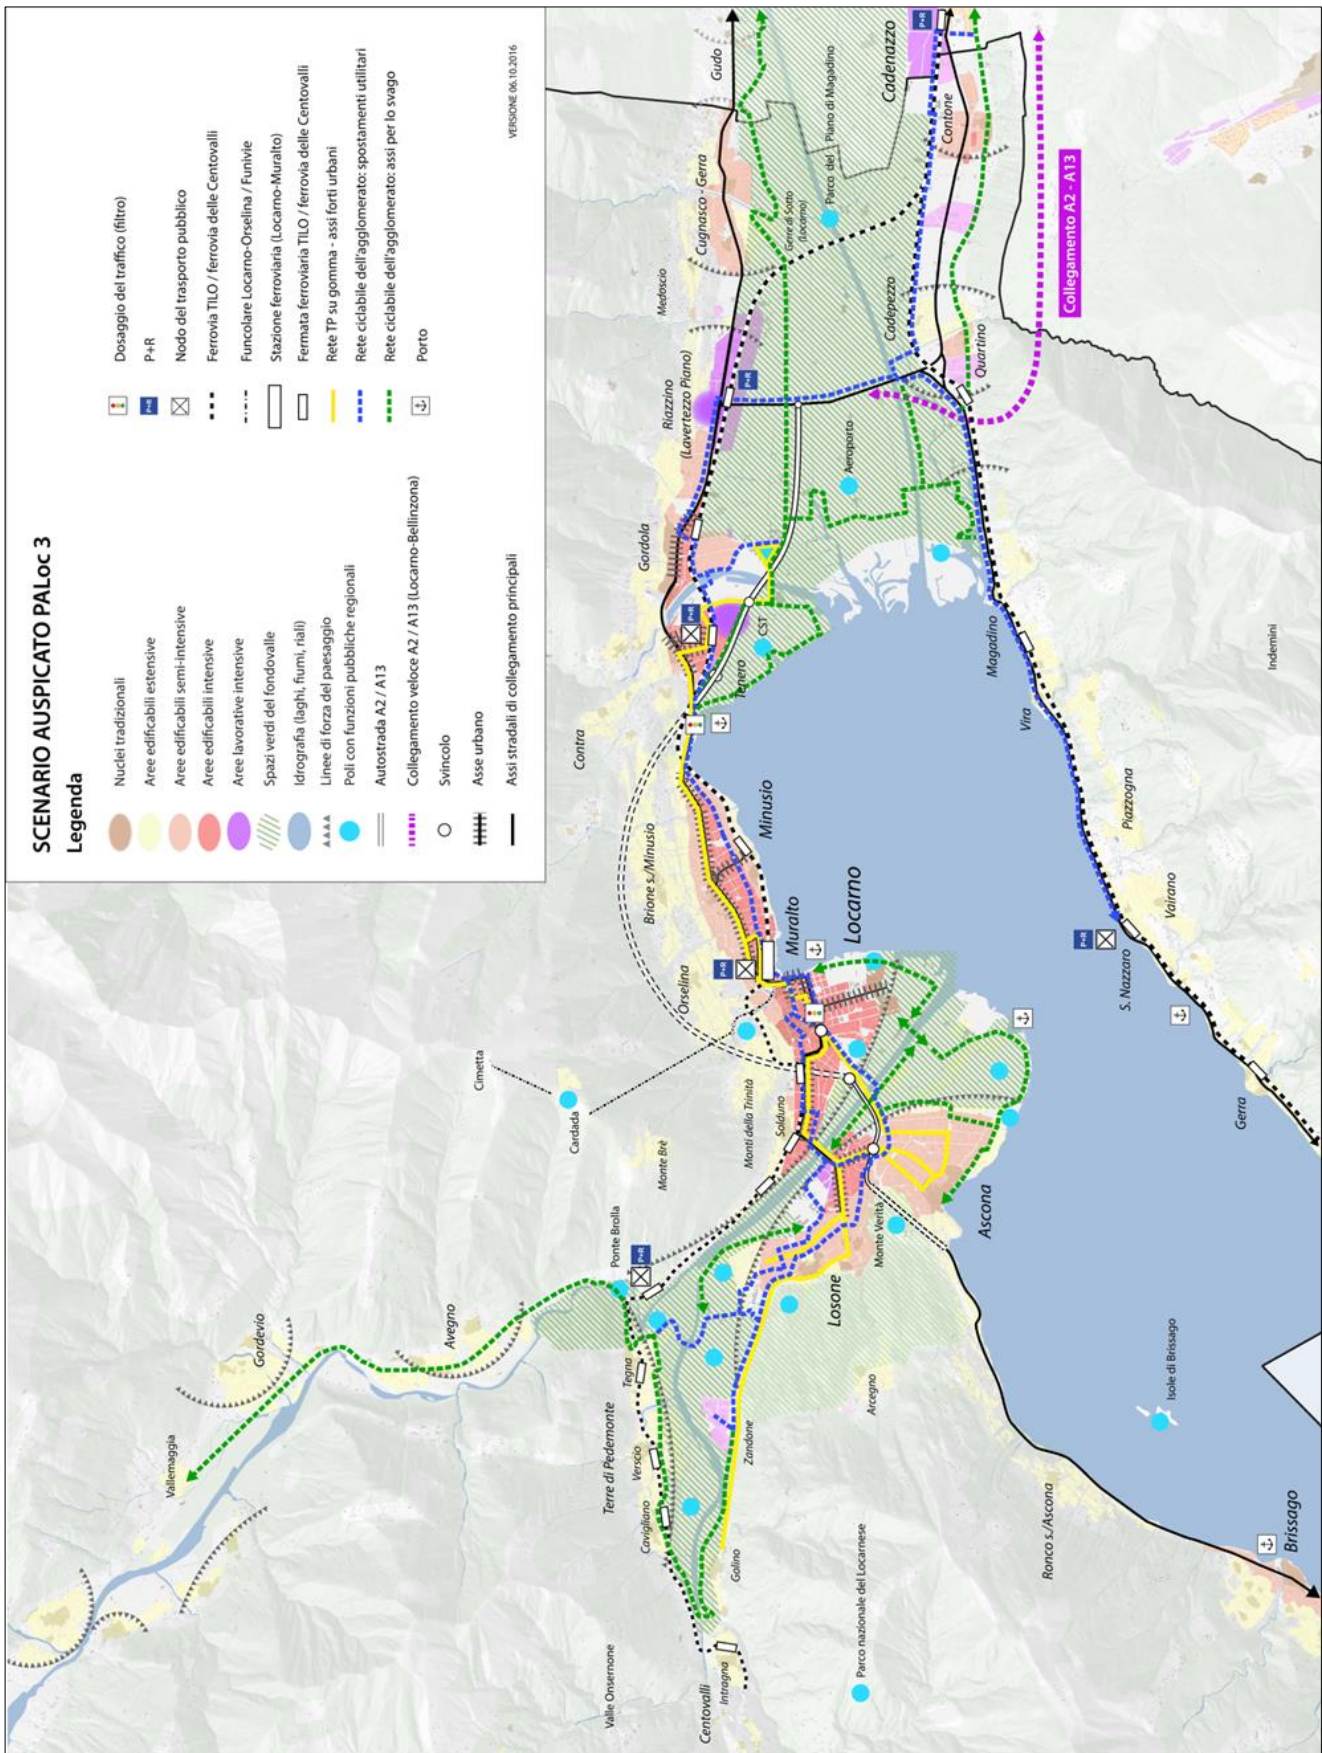 SCENARIO AUSPICATO PALoc 3
Legenda
Nuclei tradizionali
Aree edificabili estensive
Aree edificabili semi-intensive
Aree edificabili intensive
Aree lavorative intensive
Spazi verdi del fondovalle
Idrografia (laghi, fiumi, riali)
Linee di forza del paesaggio
Poli con funzioni pubbliche regionali
Autostrada A2 / A13
Collegamento veloce A2 / A13 (Locarno-Bellinzona)
Svincolo
Asse urbano
Assi stradali di collegamento principali
Dosaggio del traffico (filtro)
P+R
P+R
Nodo del trasporto pubblico
Ferrovia TILO / ferrovia delle Centovalli
Funcolare Locarno-Orselina / Funivie
Stazione ferroviaria (Locarno-Muralto)
Fermata ferroviaria TILO / ferrovia delle Centovalli
Rete TP su gomma - assi forti urbani
Rete ciclabile dell'agglomerato: spostamenti utilitari
Rete ciclabile dell'agglomerato: assi per lo svago
Porto
VERSIONE 06.10.2016
Vallemaggia
Gordevio
Avegno
Cimetta
Cardada
Monte Brè
Ponte Brolla
P+R
Valle Onsernone
Centovalli
Intragna
Golino
Cavigliano
Verscio
Terre di Pedemonte
Tegna
Zandone
Losone
Arcegno
Monte Verità
Ascona
Parco nazionale del Locarnese
Ronco s./Ascona
Isole di Brissago
Brissago
Monti della Trinità
Solduno
Orselina
P+R
Muralto
Locarno
Brione s./Minusio
Minusio
Contra
Tenero
P+R
CST
Gordola
Riazzino
(Lavertezzo Piano)
P+R
Medoscio
Cugnasco - Gerra
Gerre di Sotto
(Locarno)
Gudo
Parco del Piano di Magadino
Aeroporto
Cadepezzo
Quartino
Contone
Cadenazzo
P+R
Collegamento A2 - A13
Magadino
Vira
Indemini
Piazzogna
Vairano
P+R
S. Nazzaro
Gerra